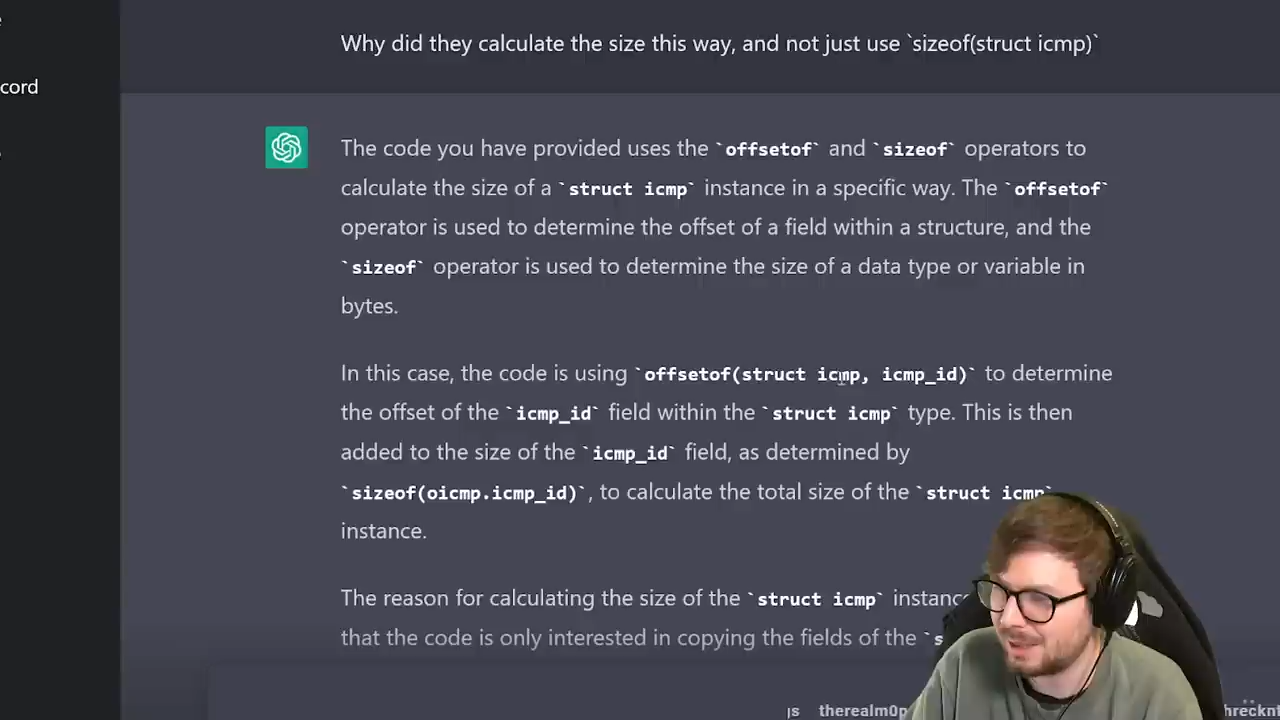 Why did they calculate the size this way, and not just use `sizeof(struct icmp)`
cord
The code you have provided uses the `offsetof` and `sizeof` operators to
calculate the size of a `struct icmp` instance in a specific way. The `offsetof`
operator is used to determine the offset of a field within a structure, and the
`sizeof` operator is used to determine the size of a data type or variable in
bytes.
In this case, the code is using `offsetof(struct icmp, icmp_id)` to determine
the offset of the `icmp_id` field within the `struct icmp` type. This is then
added to the size of the `icmp_id` field, as determined by
`sizeof(oicmp.icmp_id)`, to calculate the total size of the `struct icmp`
instance.
The reason for calculating the size of the `struct icmp` instanc
that the code is only interested in copying the fields of the `s
therealm0p